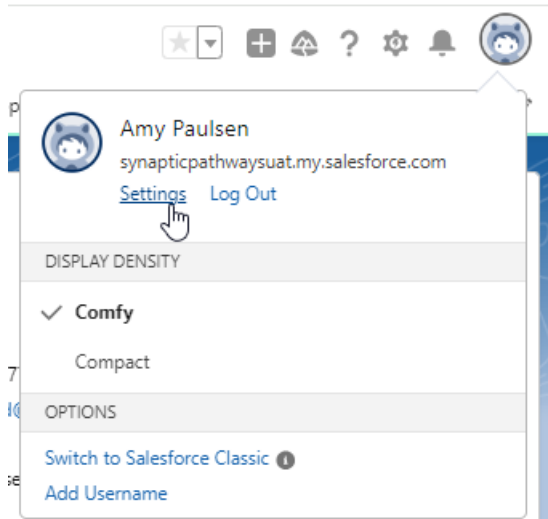 Amy Paulsen
synapticpathwaysuat.my.salesforce.com
Settings Log Out
DISPLAY DENSITY
Comfy
Compact
OPTIONS
Switch to Salesforce Classic
Add Username